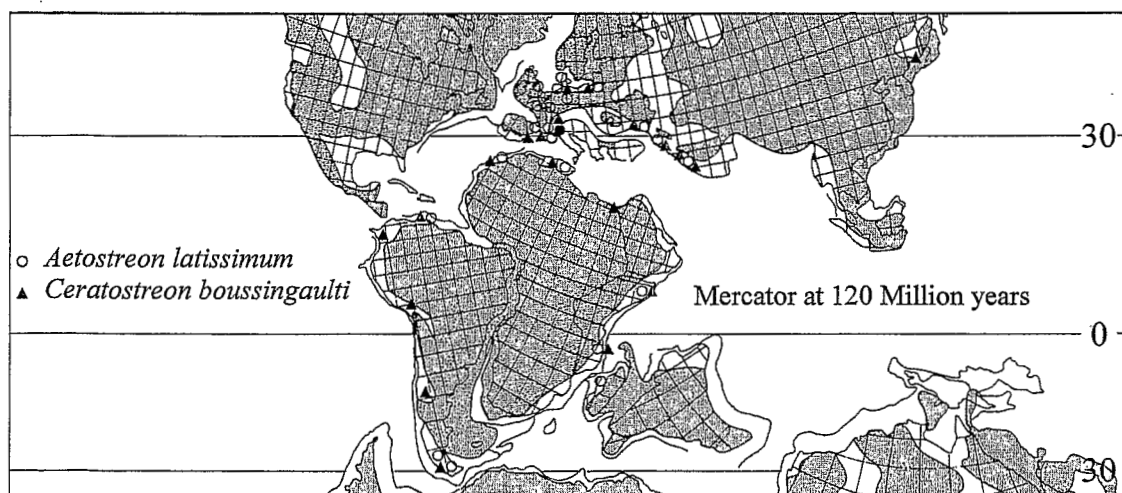 30
Aetostreon latissimum
Ceratostreon boussingaulti
Mercator at 120 Million years
0
30